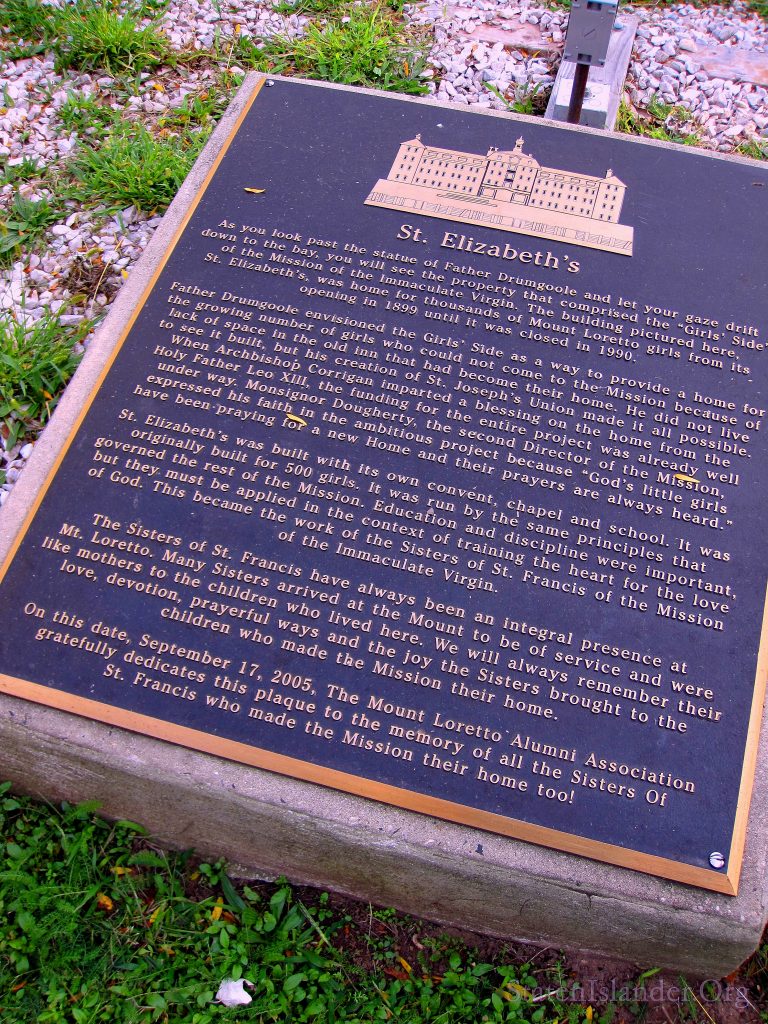 St. Elizabeth's
As you look past the statue of Father Drumgoole and let your gaze drift
down to the bay, you will see the property that comprised the "Girls' Side"
of the Mission of the Immaculate Virgin. The building pictured here,
St. Elizabeth's, was home for thousands of Mount Loretto girls from its
opening in 1899 until it was closed in 1990.
Father Drumgoole envisioned the Girls' Side as a way to provide a home for
the growing number of girls who could not come to the Mission because of
lack of space in the old inn that had become their home. He did not live
to see it built, but his creation of St. Joseph's Union made it all possible.
When Archbishop Corrigan imparted a blessing on the home from the
Holy Father Leo XIII, the funding for the entire project was already well
under way. Monsignor Dougherty, the second Director of the Mission,
expressed his faith in the ambitious project because "God's little girls
have been praying for a new Home and their prayers are always heard."
St. Elizabeth's was built with its own convent, chapel and school. It was
originally built for 500 girls. It was run by the same principles that
governed the rest of the Mission. Education and discipline were important,
but they must be applied in the context of training the heart for the love
of God. This became the work of the Sisters of St. Francis of the Mission
of the Immaculate Virgin.
The Sisters of St. Francis have always been an integral presence at
Mt. Loretto. Many Sisters arrived at the Mount to be of service and were
like mothers to the children who lived here. We will always remember their
love, devotion, prayerful ways and the joy the Sisters brought to the
children who made the Mission their home.
On this date, September 17, 2005, The Mount Loretto Alumni Association
gratefully dedicates this plaque to the memory of all the Sisters Of
St. Francis who made the Mission their home too!
StatenIslander.Org